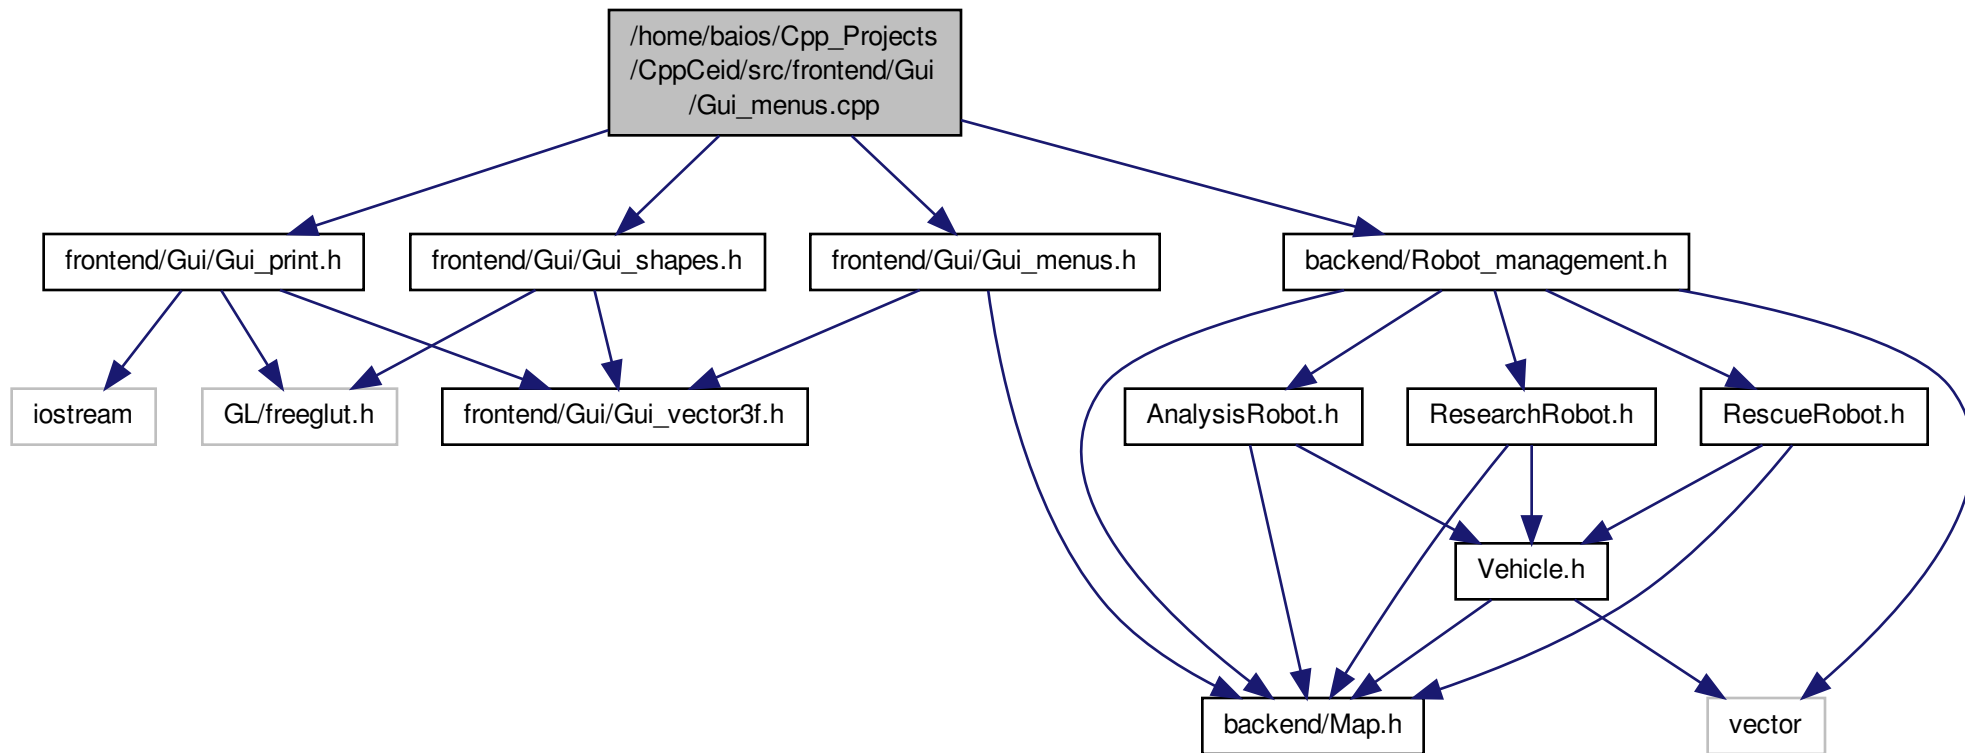 /home/baios/Cpp_Projects
/CppCeid/src/frontend/Gui
/Gui_menus.cpp
frontend/Gui/Gui_print.h
frontend/Gui/Gui_shapes.h
frontend/Gui/Gui_menus.h
backend/Robot_management.h
iostream
GL/freeglut.h
frontend/Gui/Gui_vector3f.h
AnalysisRobot.h
ResearchRobot.h
RescueRobot.h
Vehicle.h
backend/Map.h
vector